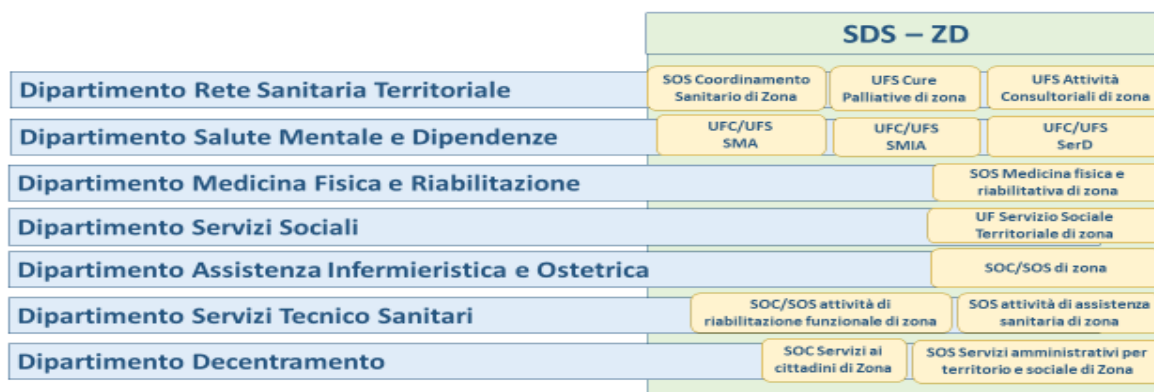 SDS – ZD
Dipartimento Rete Sanitaria Territoriale
SOS Coordinamento
Sanitario di Zona
UFS Cure
Palliative di zona
UFS Attività
Consultoriali di zona
Dipartimento Salute Mentale e Dipendenze
UFC/UFS
SMA
UFC/UFS
SMIA
UFC/UFS
SerD
Dipartimento Medicina Fisica e Riabilitazione
SOS Medicina fisica e
riabilitativa di zona
Dipartimento Servizi Sociali
UF Servizio Sociale
Territoriale di zona
Dipartimento Assistenza Infermieristica e Ostetrica
SOC/SOS di zona
Dipartimento Servizi Tecnico Sanitari
SOC/SOS attività di
riabilitazione funzionale di zona
SOS attività di assistenza
sanitaria di zona
Dipartimento Decentramento
SOC Servizi ai
cittadini di Zona
SOS Servizi amministrativi per
territorio e sociale di Zona